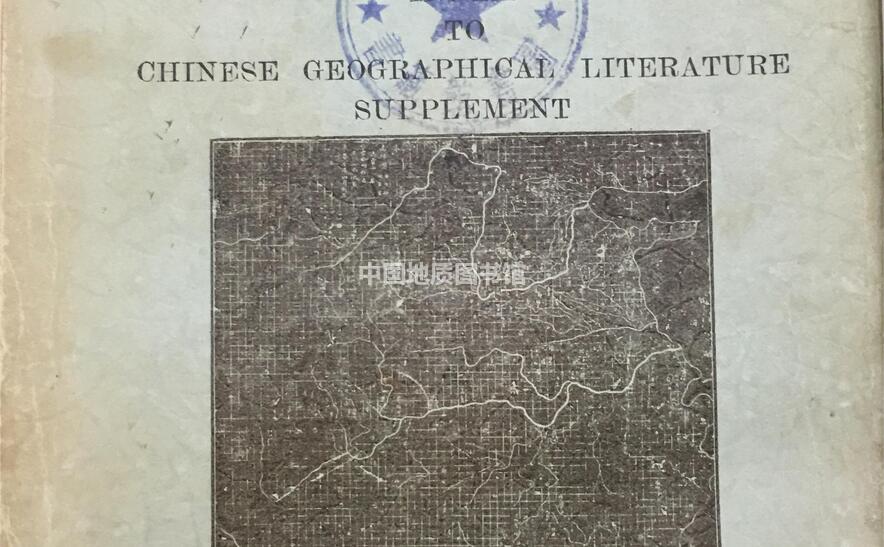 TO
CHINESE GEOGRAPHICAL LITERATURE
SUPPLEMENT
中国地质图书馆